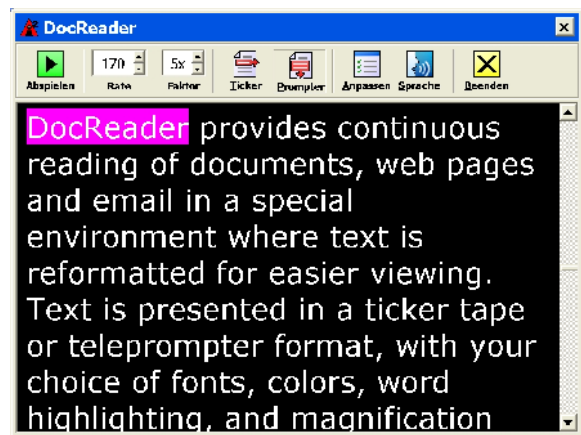 DocReader
170
5x
Abspielen
Rate
Faktor
Ticker
Prompter
Anpassen
Sprache
Beenden
DocReader provides continuous
reading of documents, web pages
and email in a special
environment where text is
reformatted for easier viewing.
Text is presented in a ticker tape
or teleprompter format, with your
choice of fonts, colors, word
highlighting, and magnification